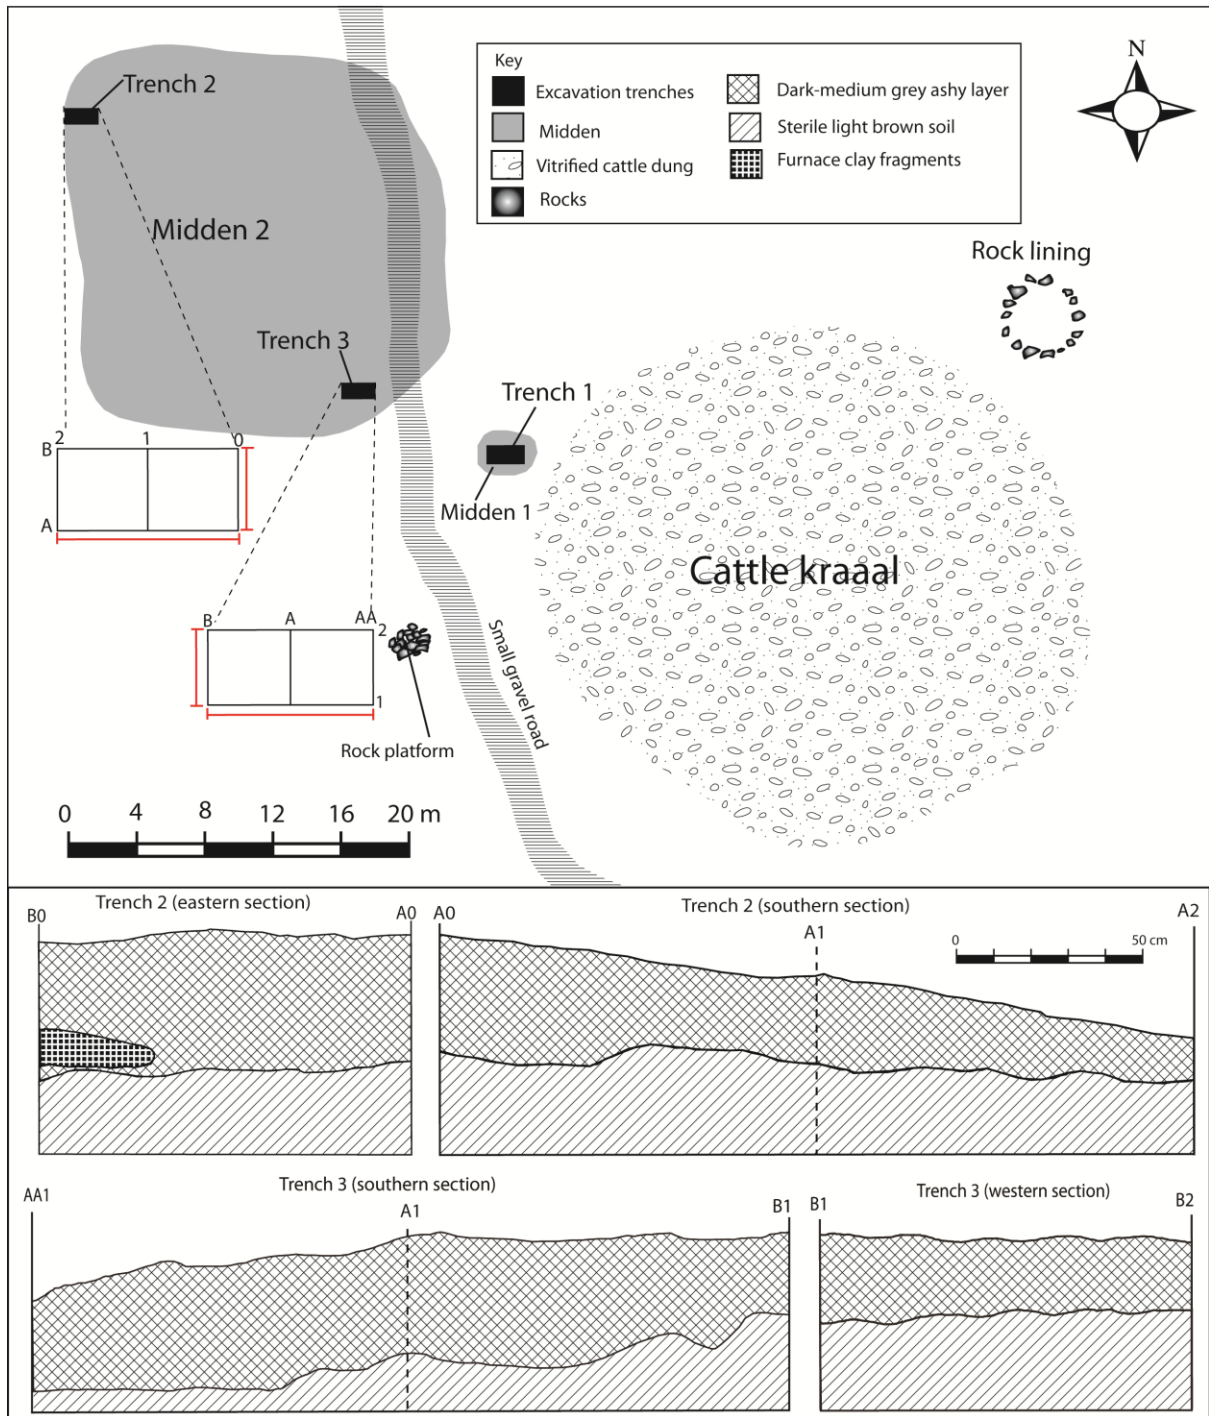 Trench 2
Midden 2
Trench 3
Key
Excavation trenches
Midden
Vitrified cattle dung
Rocks
Dark-medium grey ashy layer
Sterile light brown soil
Furnace clay fragments
N
Rock lining
Trench 1
Midden 1
Cattle kraaal
B 2 1 0
A
B A AA
2
1
Rock platform
Small gravel road
0 4 8 12 16 20 m
Trench 2 (eastern section)
B0 A0
Trench 2 (southern section)
A0 A1 A2
0 50 cm
Trench 3 (southern section)
AA1 A1 B1
Trench 3 (western section)
B1 B2